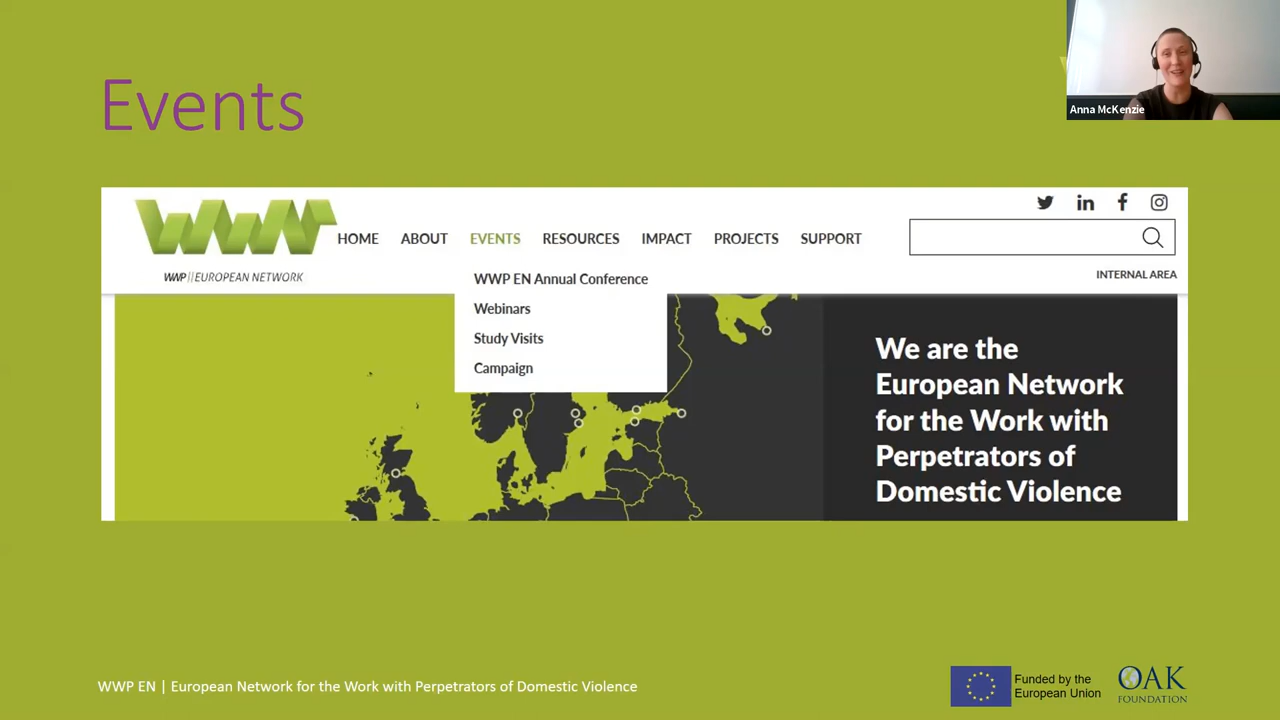 Events
Anna McKenzie
WWP || EUROPEAN NETWORK
HOME ABOUT EVENTS RESOURCES IMPACT PROJECTS SUPPORT
INTERNAL AREA
WWP EN Annual Conference
Webinars
Study Visits
Campaign
We are the
European Network
for the Work with
Perpetrators of
Domestic Violence
WWP EN | European Network for the Work with Perpetrators of Domestic Violence
Funded by the
European Union
OAK
FOUNDATION